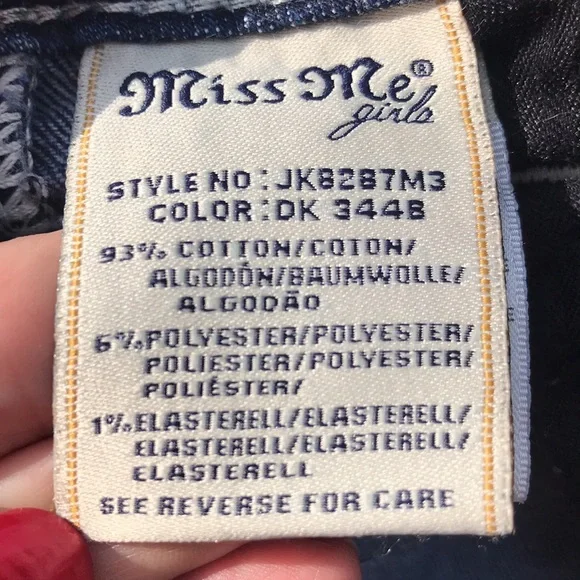 Miss Me®
girls
STYLE NO: JK8287M3
COLOR: DK 344B
93% COTTON/COTON/
ALGODÓN/BAUMWOLLE/
ALGODÃO
6% POLYESTER/POLYESTER/
POLIESTER/POLYESTER/
POLIÉSTER/
1% ELASTERELL/ELASTERELL/
ELASTERELL/ELASTERELL/
ELASTERELL
SEE REVERSE FOR CARE